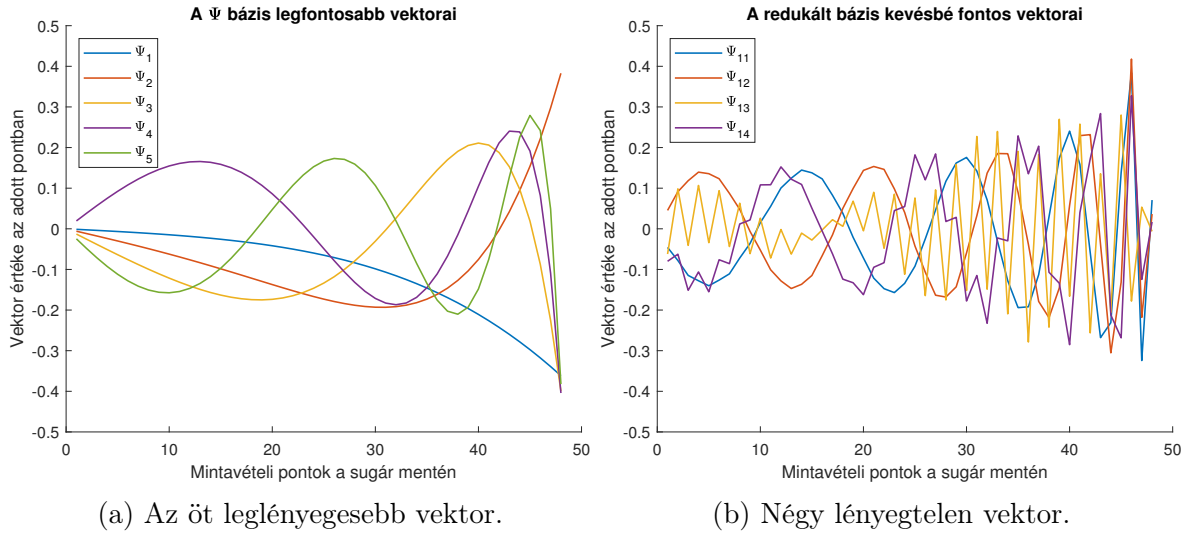 A Ψ bázis legfontosabb vektorai
0.5
0.4
0.3
0.2
0.1
0
-0.1
-0.2
-0.3
-0.4
-0.5
Vektor értéke az adott pontban
Ψ1
Ψ2
Ψ3
Ψ4
Ψ5
0 10 20 30 40 50
Mintavételi pontok a sugár mentén
(a) Az öt leglényegesebb vektor.
A redukált bázis kevésbé fontos vektorai
0.5
0.4
0.3
0.2
0.1
0
-0.1
-0.2
-0.3
-0.4
-0.5
Vektor értéke az adott pontban
Ψ11
Ψ12
Ψ13
Ψ14
0 10 20 30 40 50
Mintavételi pontok a sugár mentén
(b) Négy lényegtelen vektor.